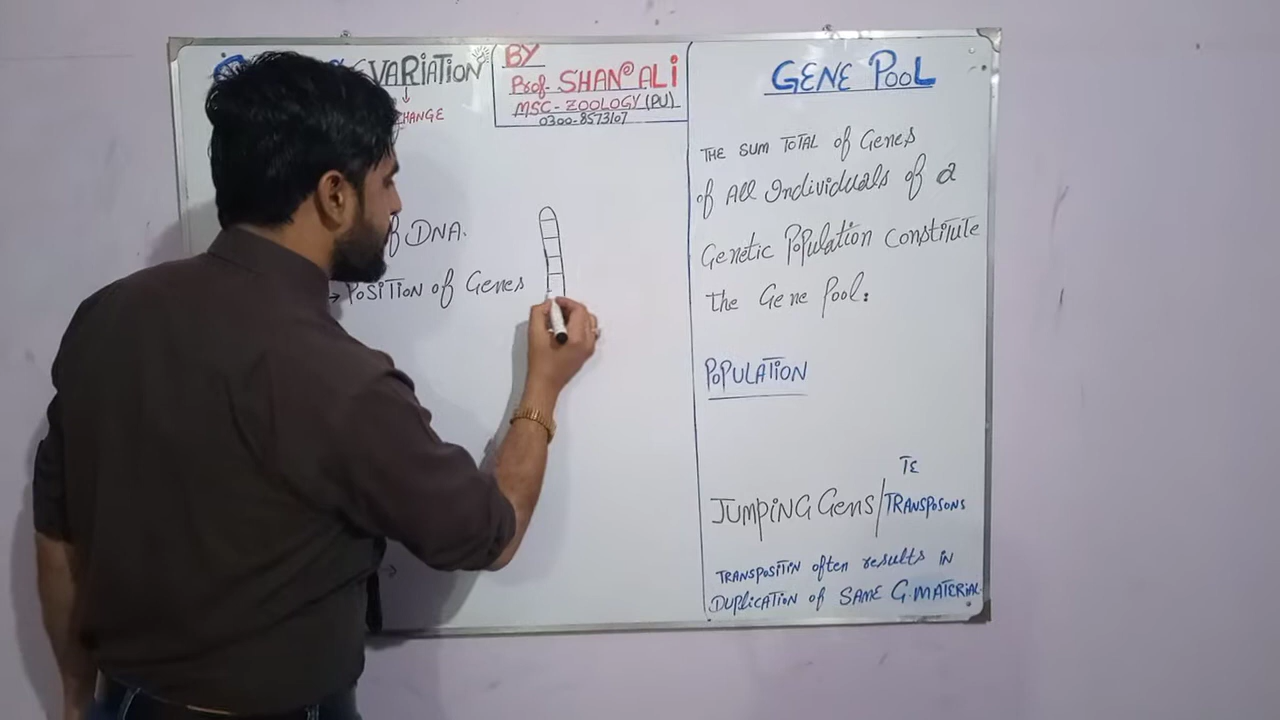 VARIATION
CHANGE
of DNA.
→ POSITION of Genes
BY
Prof. SHAN ALI
MSC-ZOOLOGY (PU)
0300-8573107
GENE POOL
THE SUM TOTAL of Genes
of All Individuals of a
Genetic Population Constitute
the Gene Pool:
POPULATION
TE
JUMPING Gens/TRANSPOSONS
TRANSPOSITIN often results in
DUPLICATION of SAME G.MATERIAL